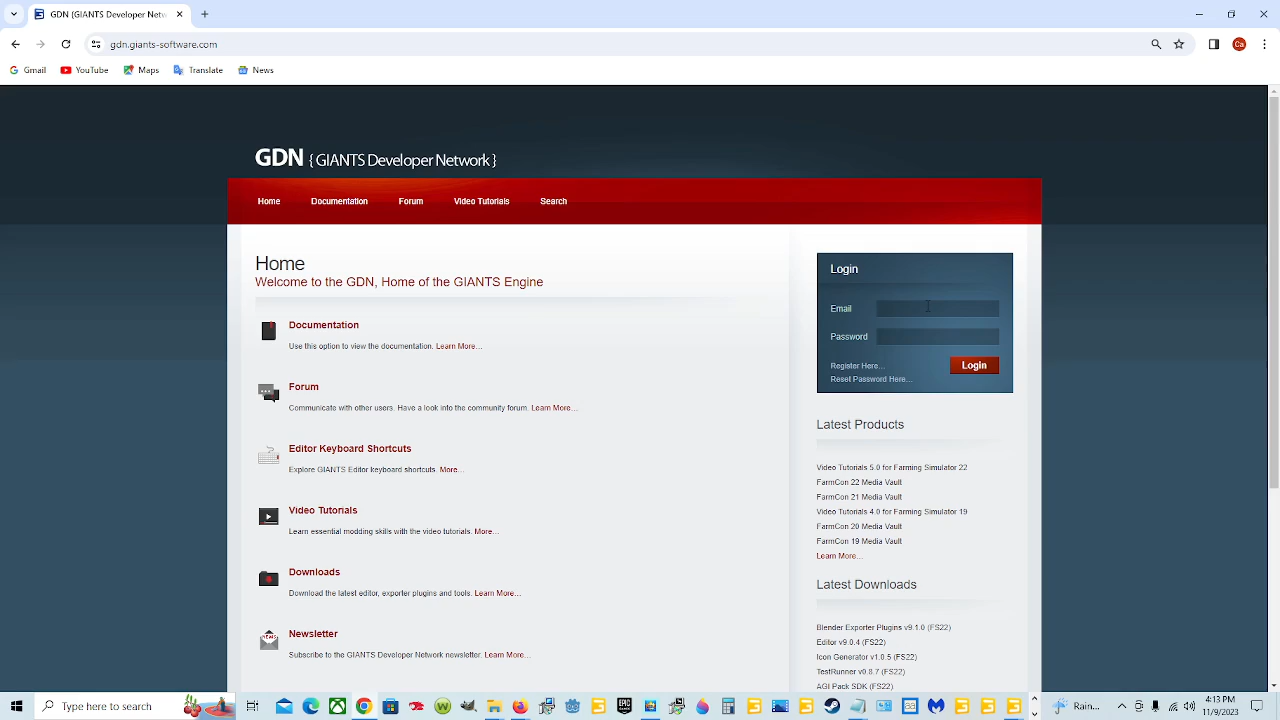 GDN (GIANTS Developer Networ
gdn.giants-software.com
Ca
Gmail
YouTube
Maps
Translate
News
GDN { GIANTS Developer Network }
Home
Documentation
Forum
Video Tutorials
Search
Home
Welcome to the GDN, Home of the GIANTS Engine
Documentation
Use this option to view the documentation. Learn More...
Forum
Communicate with other users. Have a look into the community forum. Learn More...
Editor Keyboard Shortcuts
Explore GIANTS Editor keyboard shortcuts. More...
Video Tutorials
Learn essential modding skills with the video tutorials. More...
Downloads
Download the latest editor, exporter plugins and tools. Learn More...
NEWS
Newsletter
Subscribe to the GIANTS Developer Network newsletter. Learn More...
Login
Email
Password
Register Here...
Login
Reset Password Here...
Latest Products
Video Tutorials 5.0 for Farming Simulator 22
FarmCon 22 Media Vault
FarmCon 21 Media Vault
Video Tutorials 4.0 for Farming Simulator 19
FarmCon 20 Media Vault
FarmCon 19 Media Vault
Learn More...
Latest Downloads
Blender Exporter Plugins v9.1.0 (FS22)
Editor v9.0.4 (FS22)
Icon Generator v1.0.5 (FS22)
TestRunner v0.8.7 (FS22)
AGI Pack SDK (FS22)
Type here to search
EPIC
Rain...
4:13 PM
11/9/2023